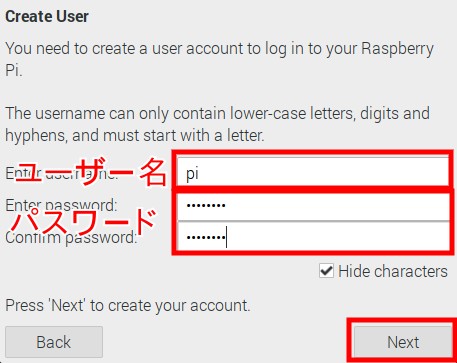 Create User
You need to create a user account to log in to your Raspberry
Pi.
The username can only contain lower-case letters, digits and
hyphens, and must start with a letter.
Enter username:
ユーザー名
pi
Enter password:
パスワード
••••••••
Confirm password:
••••••••
Hide characters
Press 'Next' to create your account.
Back
Next